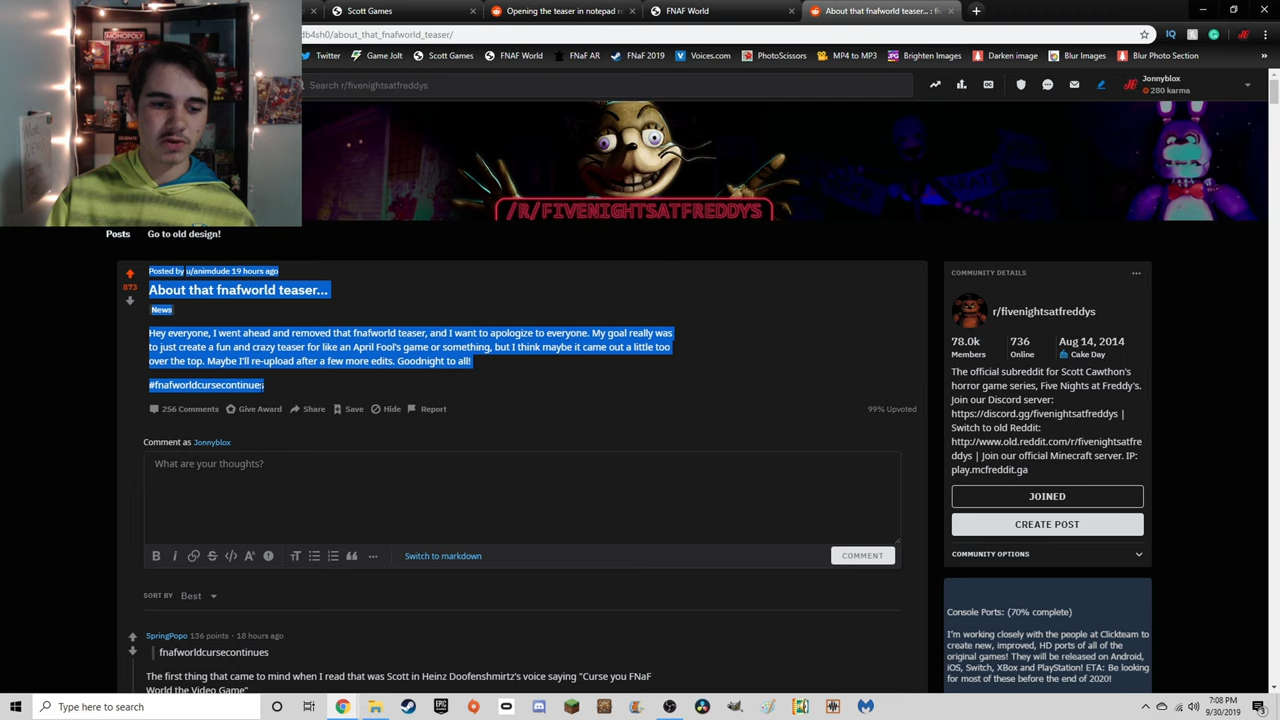 MONOPOLY
Scott Games
Opening the teaser in notepad re
FNAF World
About that fnafworld teaser... : fi
db4sh0/about_that_fnafworld_teaser/
Twitter
Game Jolt
Scott Games
FNAF World
FNaF AR
FNaF 2019
Voices.com
PhotoScissors
MP4 to MP3
Brighten Images
Darken image
Blur Images
Blur Photo Section
Search r/fivenightsatfreddys
Jonnyblox
280 karma
/R/FIVENIGHTSATFREDDYS
Posts
Go to old design!
Posted by u/animdude 19 hours ago
873
About that fnafworld teaser...
News
Hey everyone, I went ahead and removed that fnafworld teaser, and I want to apologize to everyone. My goal really was
to just create a fun and crazy teaser for like an April Fool's game or something, but I think maybe it came out a little too
over the top. Maybe I'll re-upload after a few more edits. Goodnight to all!
#fnafworldcursecontinues
256 Comments Give Award Share Save Hide Report
99% Upvoted
Comment as Jonnyblox
What are your thoughts?
Switch to markdown
COMMENT
SORT BY Best
SpringPopo 136 points · 18 hours ago
fnafworldcursecontinues
The first thing that came to mind when I read that was Scott in Heinz Doofenshmirtz's voice saying "Curse you FNaF
World the Video Game"
COMMUNITY DETAILS
r/fivenightsatfreddys
78.0k 736 Aug 14, 2014
Members Online Cake Day
The official subreddit for Scott Cawthon's
horror game series, Five Nights at Freddy's.
Join our Discord server:
https://discord.gg/fivenightsatfreddys |
Switch to old Reddit:
http://www.old.reddit.com/r/fivenightsatfre
ddys | Join our official Minecraft server. IP:
play.mcfreddit.ga
JOINED
CREATE POST
COMMUNITY OPTIONS
Console Ports: (70% complete)
I'm working closely with the people at Clickteam to
create new, improved, HD ports of all of the
original games! They will be released on Android,
iOS, Switch, XBox and PlayStation! ETA: Be looking
for most of these before the end of 2020!
Type here to search
7:08 PM
9/30/2019